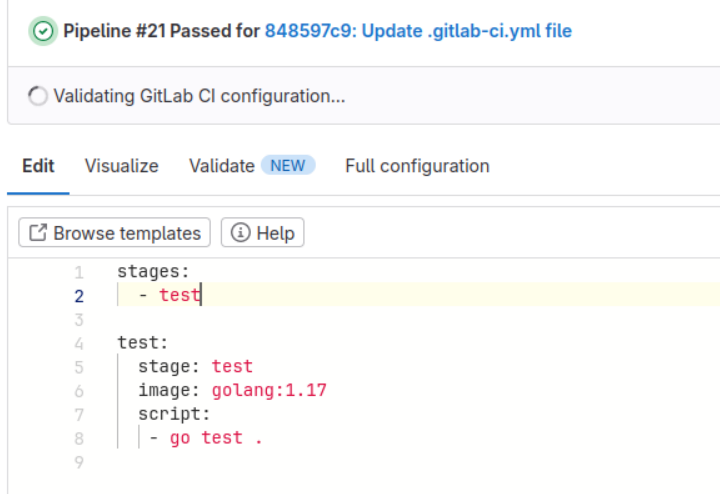 Pipeline #21 Passed for 848597c9: Update .gitlab-ci.yml file
Validating GitLab CI configuration...
Edit Visualize Validate NEW Full configuration
Browse templates Help
1 stages:
2   - test
3
4 test:
5   stage: test
6   image: golang:1.17
7   script:
8    - go test .
9